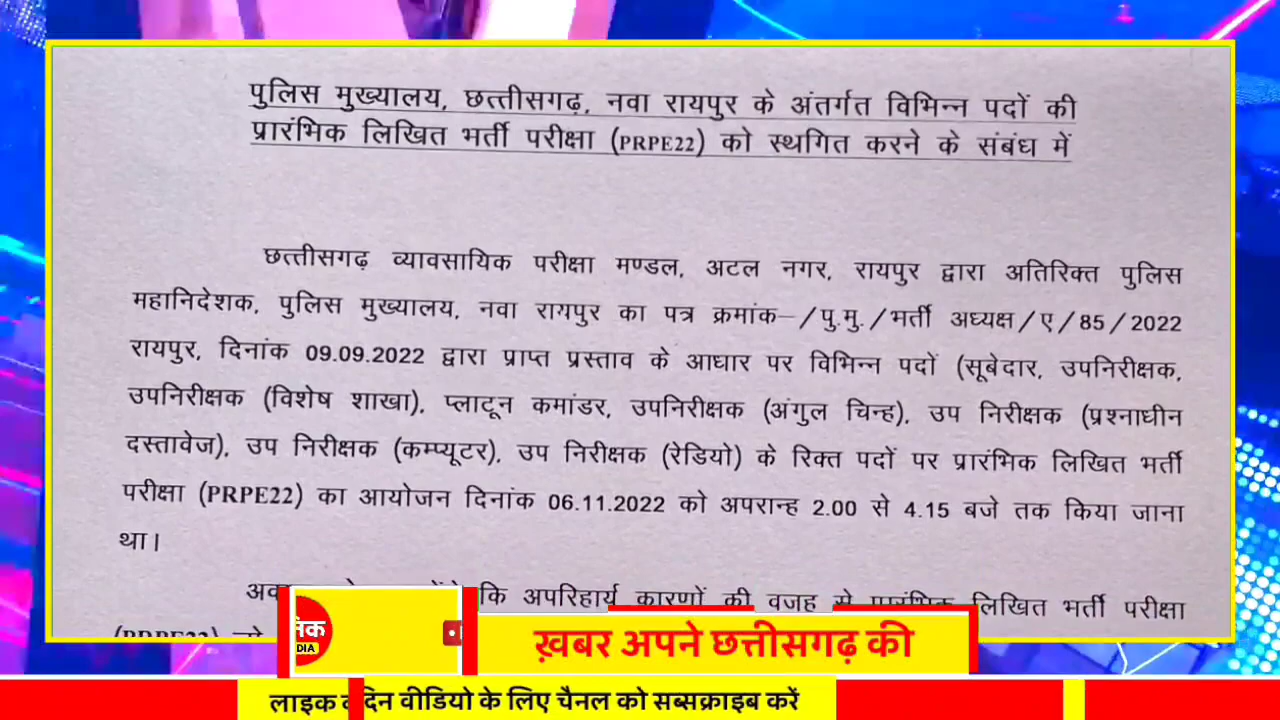 पुलिस मुख्यालय, छत्तीसगढ़, नवा रायपुर के अंतर्गत विभिन्न पदों की
प्रारंभिक लिखित भर्ती परीक्षा (PRPE22) को स्थगित करने के संबंध में
छत्तीसगढ़ व्यावसायिक परीक्षा मण्डल, अटल नगर, रायपुर द्वारा अतिरिक्त पुलिस
महानिदेशक, पुलिस मुख्यालय, नवा रायपुर का पत्र क्रमांक–/पु.मु./भर्ती अध्यक्ष/ए/85/2022
रायपुर, दिनांक 09.09.2022 द्वारा प्राप्त प्रस्ताव के आधार पर विभिन्न पदों (सूबेदार, उपनिरीक्षक,
उपनिरीक्षक (विशेष शाखा), प्लाटून कमांडर, उपनिरीक्षक (अंगुल चिन्ह), उप निरीक्षक (प्रश्नाधीन
दस्तावेज), उप निरीक्षक (कम्प्यूटर), उप निरीक्षक (रेडियो) के रिक्त पदों पर प्रारंभिक लिखित भर्ती
परीक्षा (PRPE22) का आयोजन दिनांक 06.11.2022 को अपरान्ह 2.00 से 4.15 बजे तक किया जाना
था।
कि अपरिहार्य कारणों की वजह से प्रारंभिक लिखित भर्ती परीक्षा
ख़बर अपने छत्तीसगढ़ की
लाइक दिन वीडियो के लिए चैनल को सब्सक्राइब करें